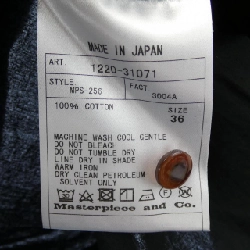 MADE IN JAPAN
ART. 1220-31071
STYLE FACT
NPS-250 3804A
100% COTTON SIZE
36
MACHINE WASH COOL GENTLE
DO NOT BLEACH
DO NOT TUMBLE DRY
LINE DRY IN SHADE
WARM IRON
DRY CLEAN PETROLEUM
SOLVENT ONLY
Masterpiece and Co.